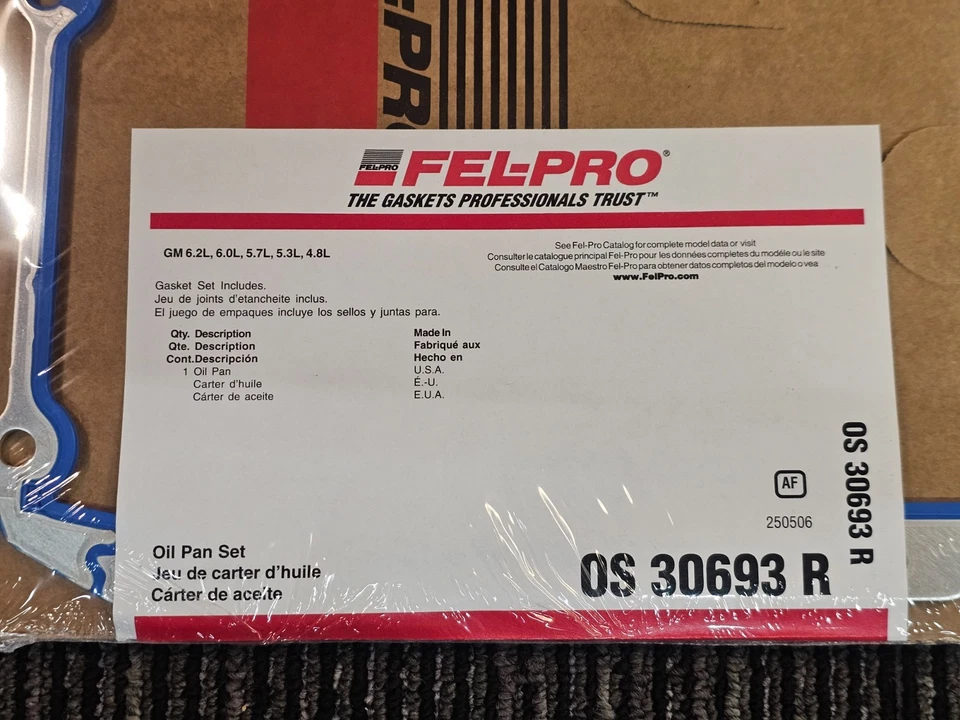 FEL-PRO
FEL-PRO FEL-PRO®
THE GASKETS PROFESSIONALS TRUST™
GM 6.2L, 6.0L, 5.7L, 5.3L, 4.8L
See Fel-Pro Catalog for complete model data or visit
Consulter le catalogue principal Fel-Pro pour les données completes du modéle ou le site
Consulte el Catalogo Maestro Fel-Pro para obtener datos completos del modelo o vea
www.FelPro.com
Gasket Set Includes.
Jeu de joints d'etancheite inclus.
El juego de empaques incluye los sellos y juntas para.
Qty. Description Made In
Qte. Description Fabriqué aux
Cont.Descripción Hecho en
1 Oil Pan U.S.A.
Carter d'huile É.-U.
Cárter de aceite E.U.A.
OS 30693 R
AF
250506
Oil Pan Set
Jeu de carter d'huile
Cárter de aceite
OS 30693 R